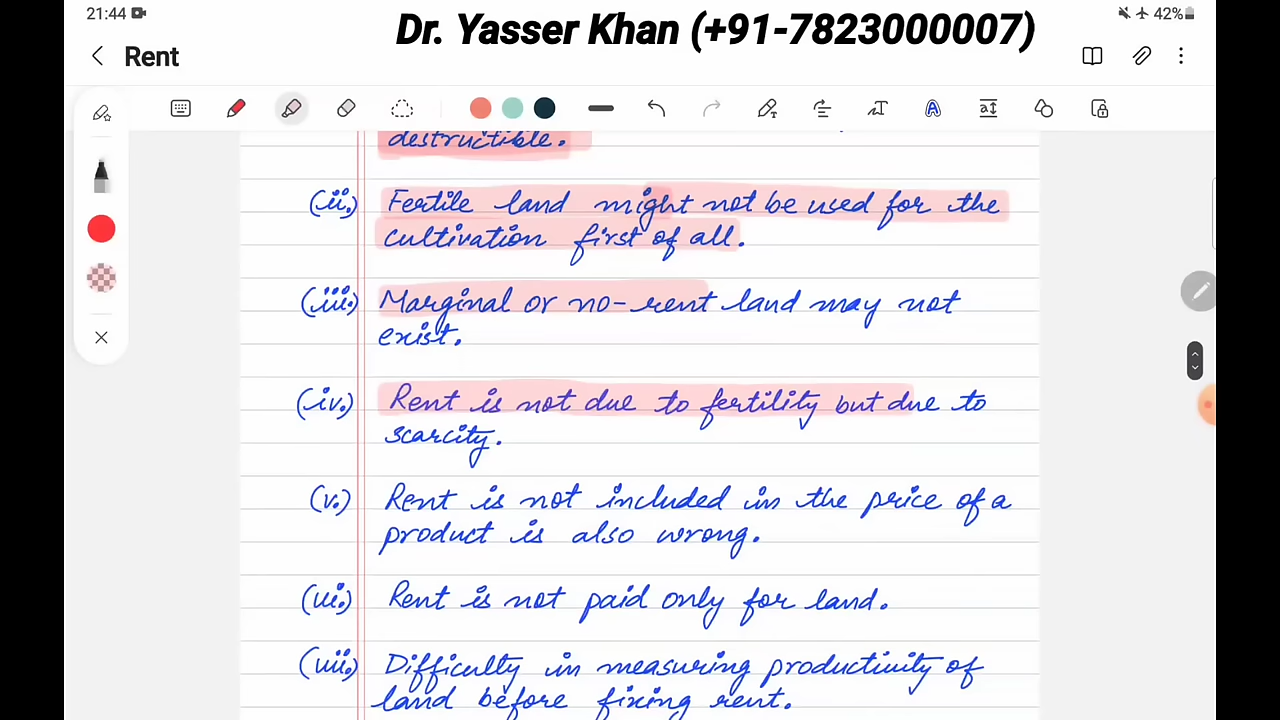 21:44
Dr. Yasser Khan (+91-7823000007)
42%
Rent
destructible.
(ii.) Fertile land might not be used for the
cultivation first of all.
(iii.) Marginal or no-rent land may not
exist.
(iv.) Rent is not due to fertility but due to
scarcity.
(v.) Rent is not included in the price of a
product is also wrong.
(vi.) Rent is not paid only for land.
(vii.) Difficulty in measuring productivity of
land before fixing rent.